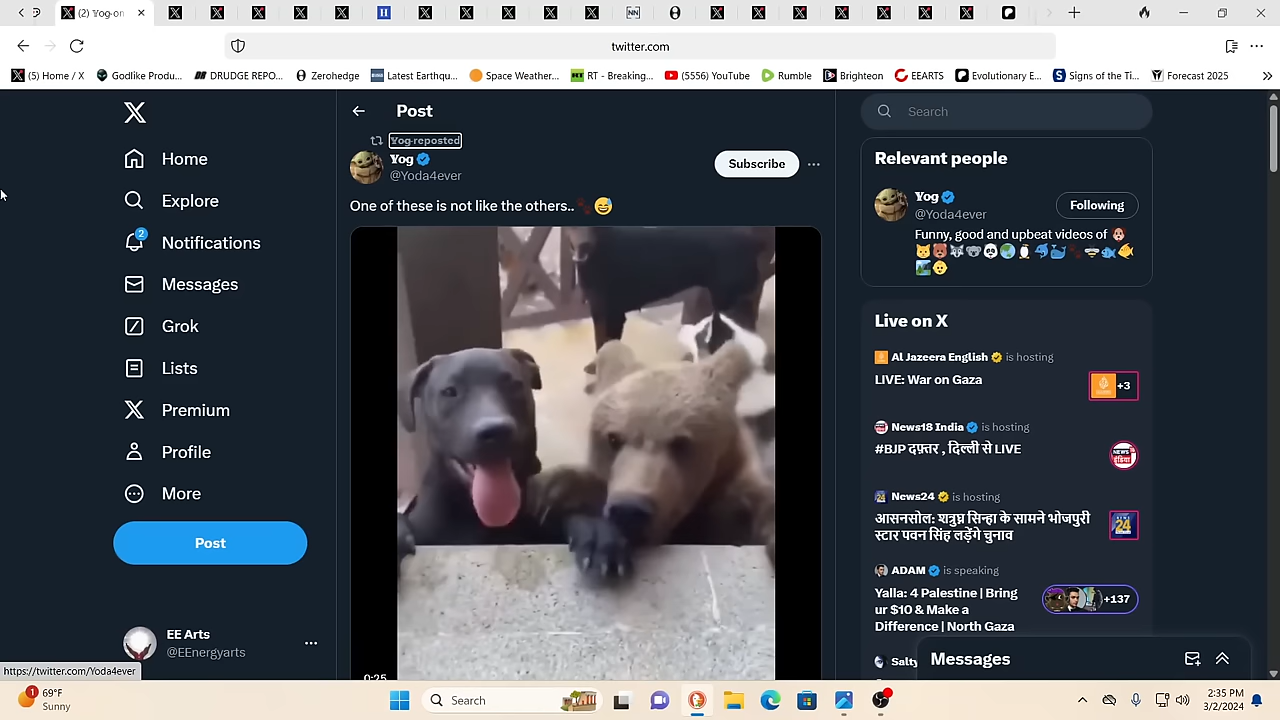 (2) Yog on
twitter.com
(5) Home / X
Godlike Produ...
DRUDGE REPO...
Zerohedge
Latest Earthqu...
Space Weather...
RT - Breaking...
(5556) YouTube
Rumble
Brighteon
EEARTS
Evolutionary E...
Signs of the Ti...
Forecast 2025
Home
Explore
2
Notifications
Messages
Grok
Lists
Premium
Profile
More
Post
EE Arts
@EEnergyarts
https://twitter.com/Yoda4ever
Post
Yog reposted
Yog
@Yoda4ever
Subscribe
One of these is not like the others..
0:25
Search
Relevant people
Yog
@Yoda4ever
Following
Funny, good and upbeat videos of
Live on X
Al Jazeera English is hosting
LIVE: War on Gaza
+3
News18 India is hosting
#BJP दफ़्तर , दिल्ली से LIVE
News24 is hosting
आसनसोल: शत्रुघ्न सिन्हा के सामने भोजपुरी
स्टार पवन सिंह लड़ेंगे चुनाव
24
ADAM is speaking
Yalla: 4 Palestine | Bring
ur $10 & Make a
Difference | North Gaza
+137
Salty
Messages
1
69°F
Sunny
Search
2:35 PM
3/2/2024